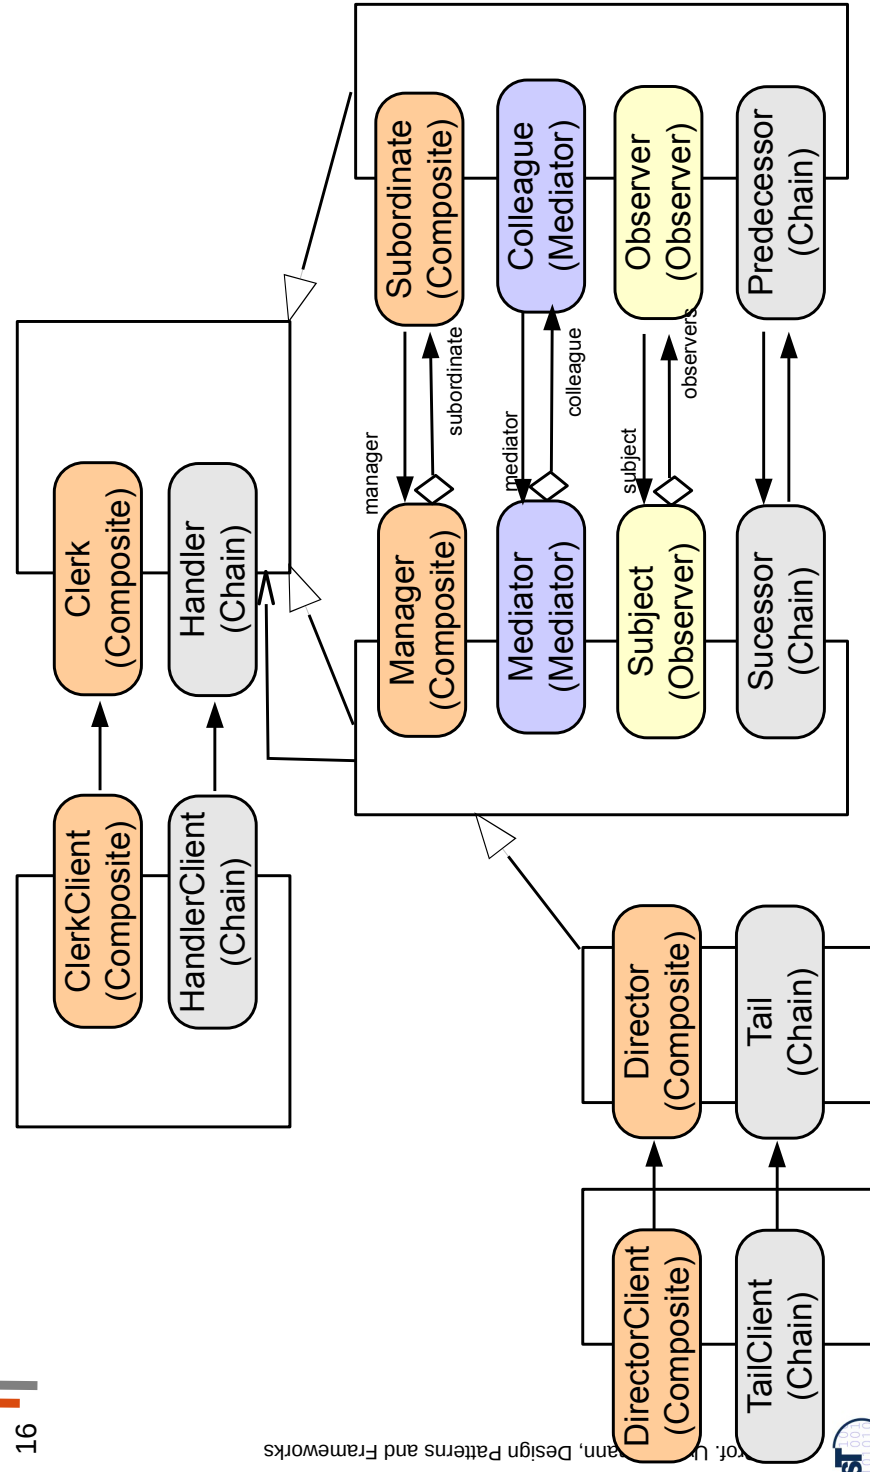 ClerkClient
(Composite)
HandlerClient
(Chain)
Clerk
(Composite)
Handler
(Chain)
manager
subordinate
Manager
(Composite)
Subordinate
(Composite)
mediator
colleague
Mediator
(Mediator)
Colleague
(Mediator)
subject
observers
Subject
(Observer)
Observer
(Observer)
Sucessor
(Chain)
Predecessor
(Chain)
DirectorClient
(Composite)
Director
(Composite)
TailClient
(Chain)
Tail
(Chain)
Design Patterns and Frameworks
16
ST